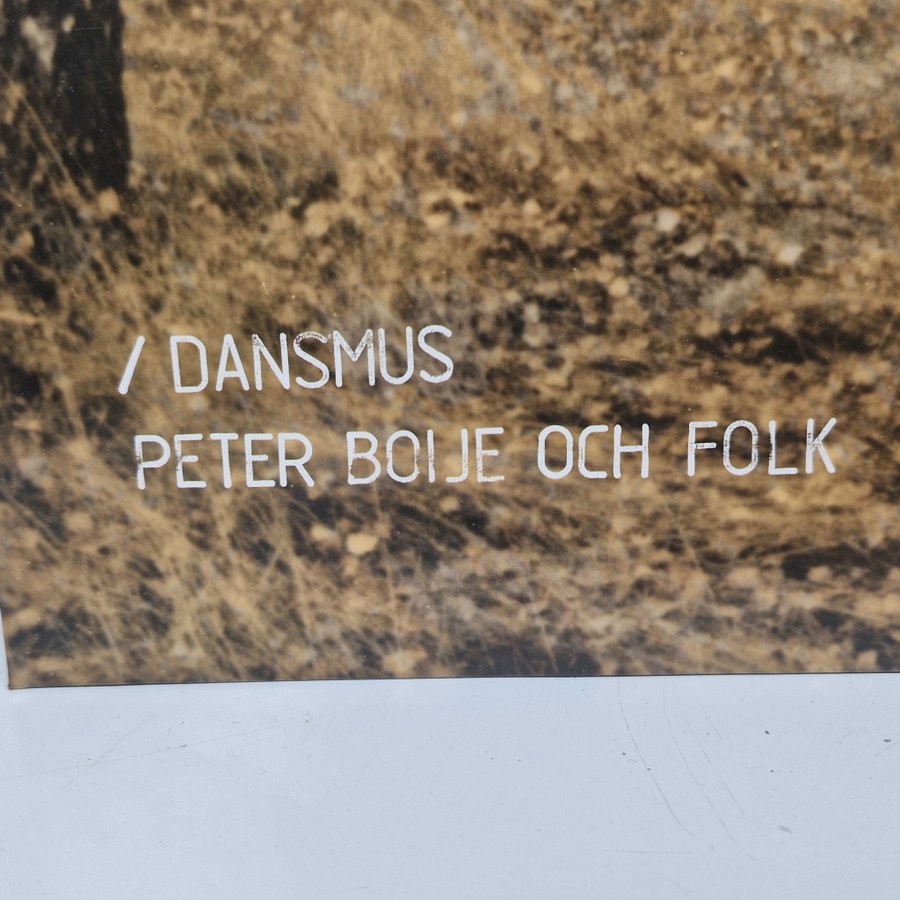 / DANSMUS
PETER BOIJE OCH FOLK